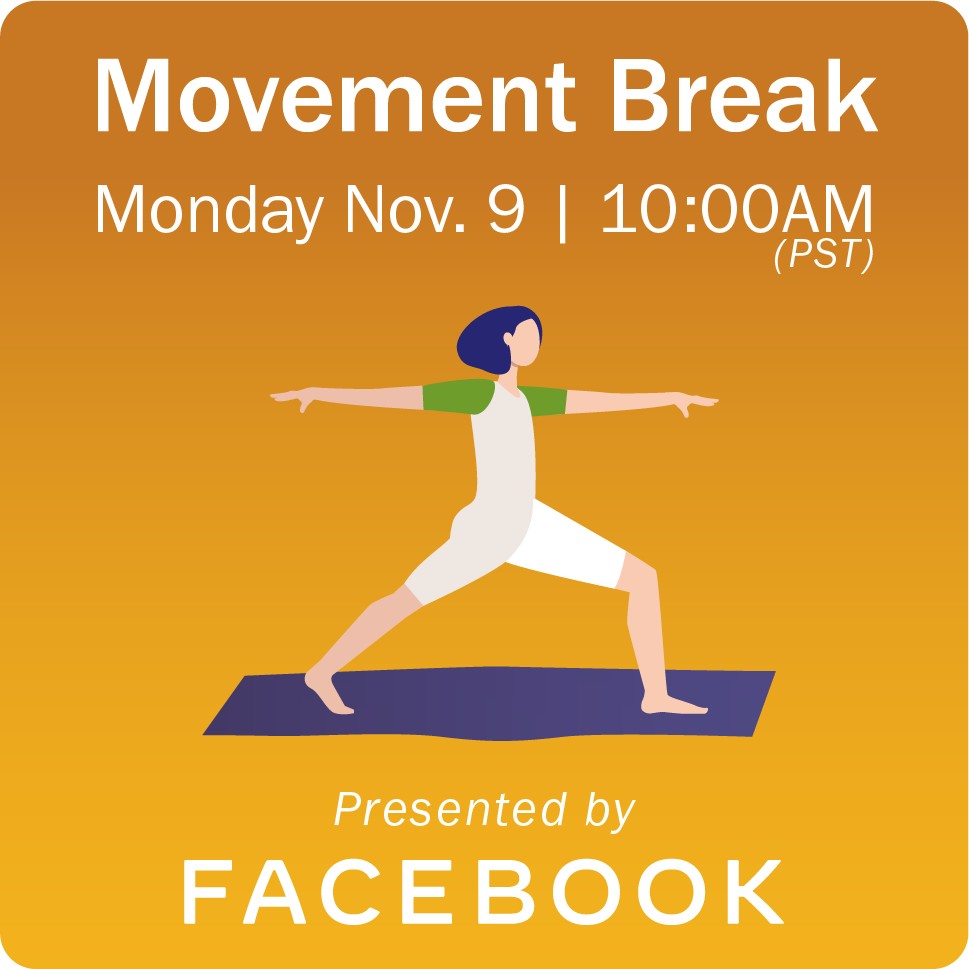 Movement Break
Monday Nov. 9 | 10:00AM
(PST)
Presented by
FACEBOOK